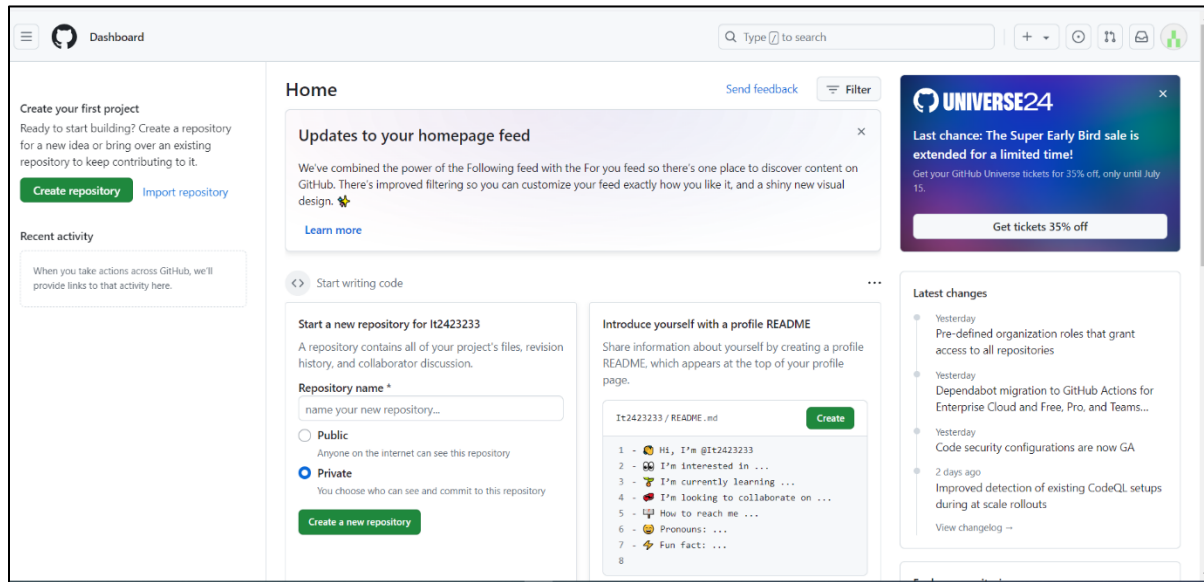 Dashboard
Type / to search
Create your first project
Ready to start building? Create a repository
for a new idea or bring over an existing
repository to keep contributing to it.
Create repository
Import repository
Recent activity
When you take actions across GitHub, we'll
provide links to that activity here.
Home
Send feedback
Filter
Updates to your homepage feed
We've combined the power of the Following feed with the For you feed so there's one place to discover content on
GitHub. There's improved filtering so you can customize your feed exactly how you like it, and a shiny new visual
design. ✨
Learn more
<> Start writing code
...
Start a new repository for It2423233
A repository contains all of your project's files, revision
history, and collaborator discussion.
Repository name *
name your new repository...
Public
Anyone on the internet can see this repository
Private
You choose who can see and commit to this repository
Create a new repository
Introduce yourself with a profile README
Share information about yourself by creating a profile
README, which appears at the top of your profile
page.
It2423233 / README.md
Create
1 - 👋 Hi, I'm @It2423233
2 - 👀 I'm interested in ...
3 - 🌱 I'm currently learning ...
4 - 💞️ I'm looking to collaborate on ...
5 - 📫 How to reach me ...
6 - 😄 Pronouns: ...
7 - ⚡ Fun fact: ...
8
UNIVERSE24
Last chance: The Super Early Bird sale is
extended for a limited time!
Get your GitHub Universe tickets for 35% off, only until July
15.
Get tickets 35% off
Latest changes
Yesterday
Pre-defined organization roles that grant
access to all repositories
Yesterday
Dependabot migration to GitHub Actions for
Enterprise Cloud and Free, Pro, and Teams...
Yesterday
Code security configurations are now GA
2 days ago
Improved detection of existing CodeQL setups
during at scale rollouts
View changelog →